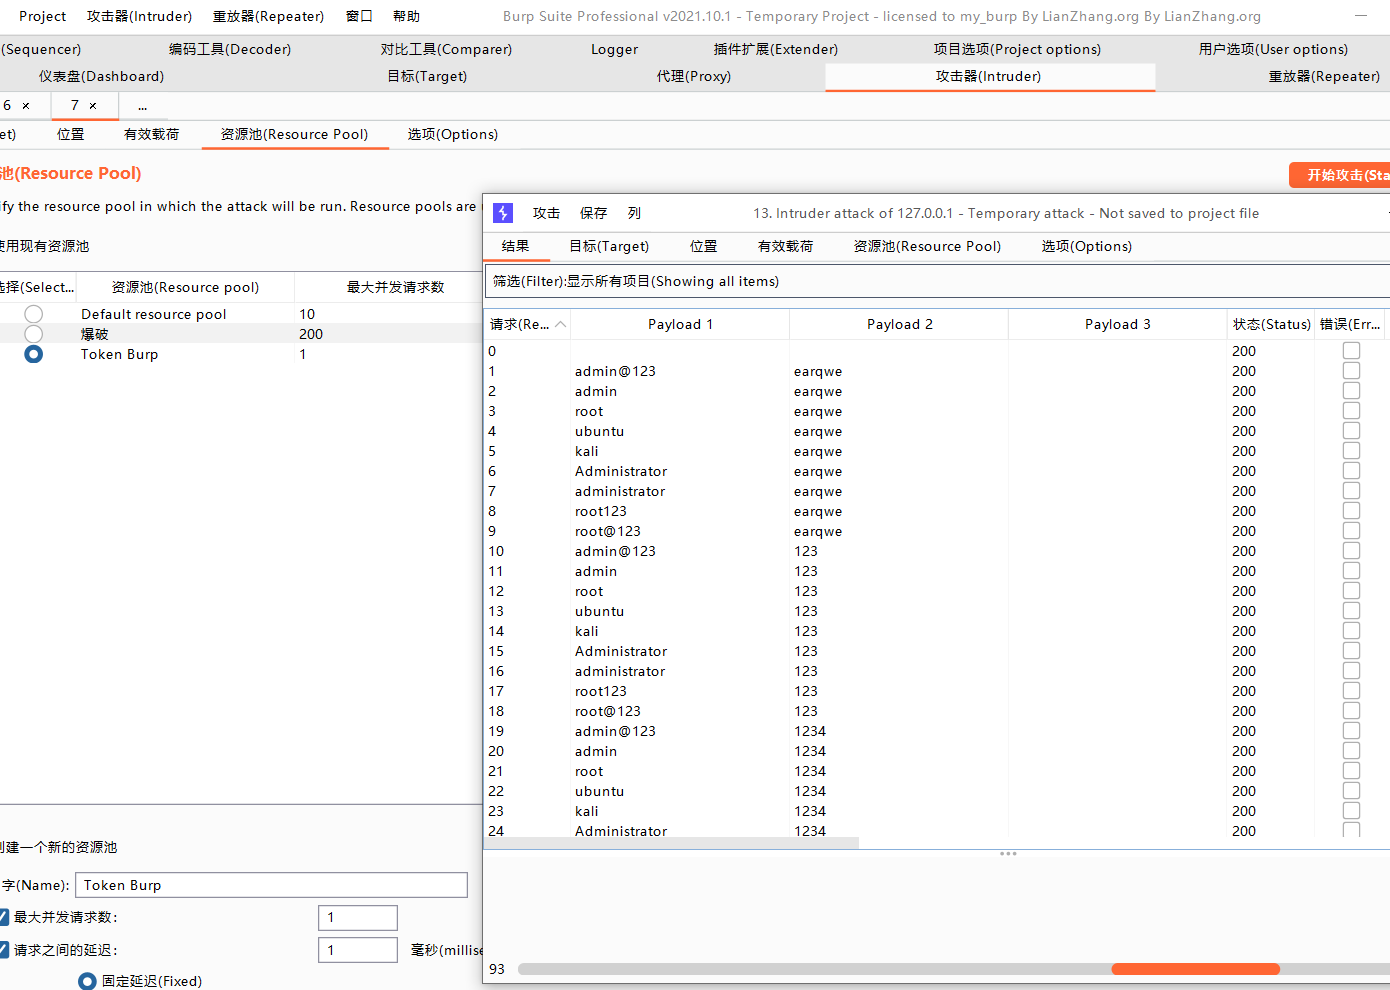 Project 攻击器(Intruder) 重放器(Repeater) 窗口 帮助 Burp Suite Professional v2021.10.1 - Temporary Project - licensed to my_burp By LianZhang.org By LianZhang.org
(Sequencer) 编码工具(Decoder) 对比工具(Comparer) Logger 插件扩展(Extender) 项目选项(Project options) 用户选项(User options)
仪表盘(Dashboard) 目标(Target) 代理(Proxy) 攻击器(Intruder) 重放器(Repeater)
6 × 7 × ...
et) 位置 有效载荷 资源池(Resource Pool) 选项(Options)
池(Resource Pool)
开始攻击(Sta
ify the resource pool in which the attack will be run. Resource pools are
使用现有资源池
选择(Select... 资源池(Resource pool) 最大并发请求数
Default resource pool 10
爆破 200
Token Burp 1
创建一个新的资源池
字(Name): Token Burp
最大并发请求数: 1
请求之间的延迟: 1 毫秒(millise
固定延迟(Fixed)
攻击 保存 列 13. Intruder attack of 127.0.0.1 - Temporary attack - Not saved to project file
结果 目标(Target) 位置 有效载荷 资源池(Resource Pool) 选项(Options)
筛选(Filter):显示所有项目(Showing all items)
请求(Re... Payload 1 Payload 2 Payload 3 状态(Status) 错误(Err...
0 200
1 admin@123 earqwe 200
2 admin earqwe 200
3 root earqwe 200
4 ubuntu earqwe 200
5 kali earqwe 200
6 Administrator earqwe 200
7 administrator earqwe 200
8 root123 earqwe 200
9 root@123 earqwe 200
10 admin@123 123 200
11 admin 123 200
12 root 123 200
13 ubuntu 123 200
14 kali 123 200
15 Administrator 123 200
16 administrator 123 200
17 root123 123 200
18 root@123 123 200
19 admin@123 1234 200
20 admin 1234 200
21 root 1234 200
22 ubuntu 1234 200
23 kali 1234 200
24 Administrator 1234 200
93